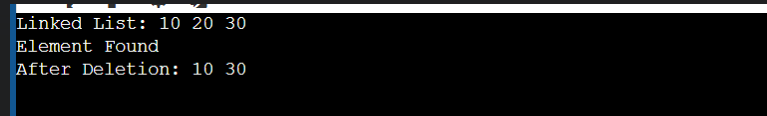 Linked List: 10 20 30
Element Found
After Deletion: 10 30